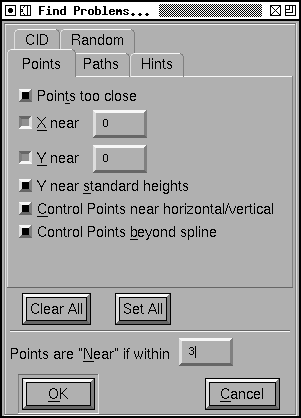 Find Problems...
CID Random
Points Paths Hints
Points too close
X near 0
Y near 0
Y near standard heights
Control Points near horizontal/vertical
Control Points beyond spline
Clear All Set All
Points are "Near" if within 3
OK Cancel